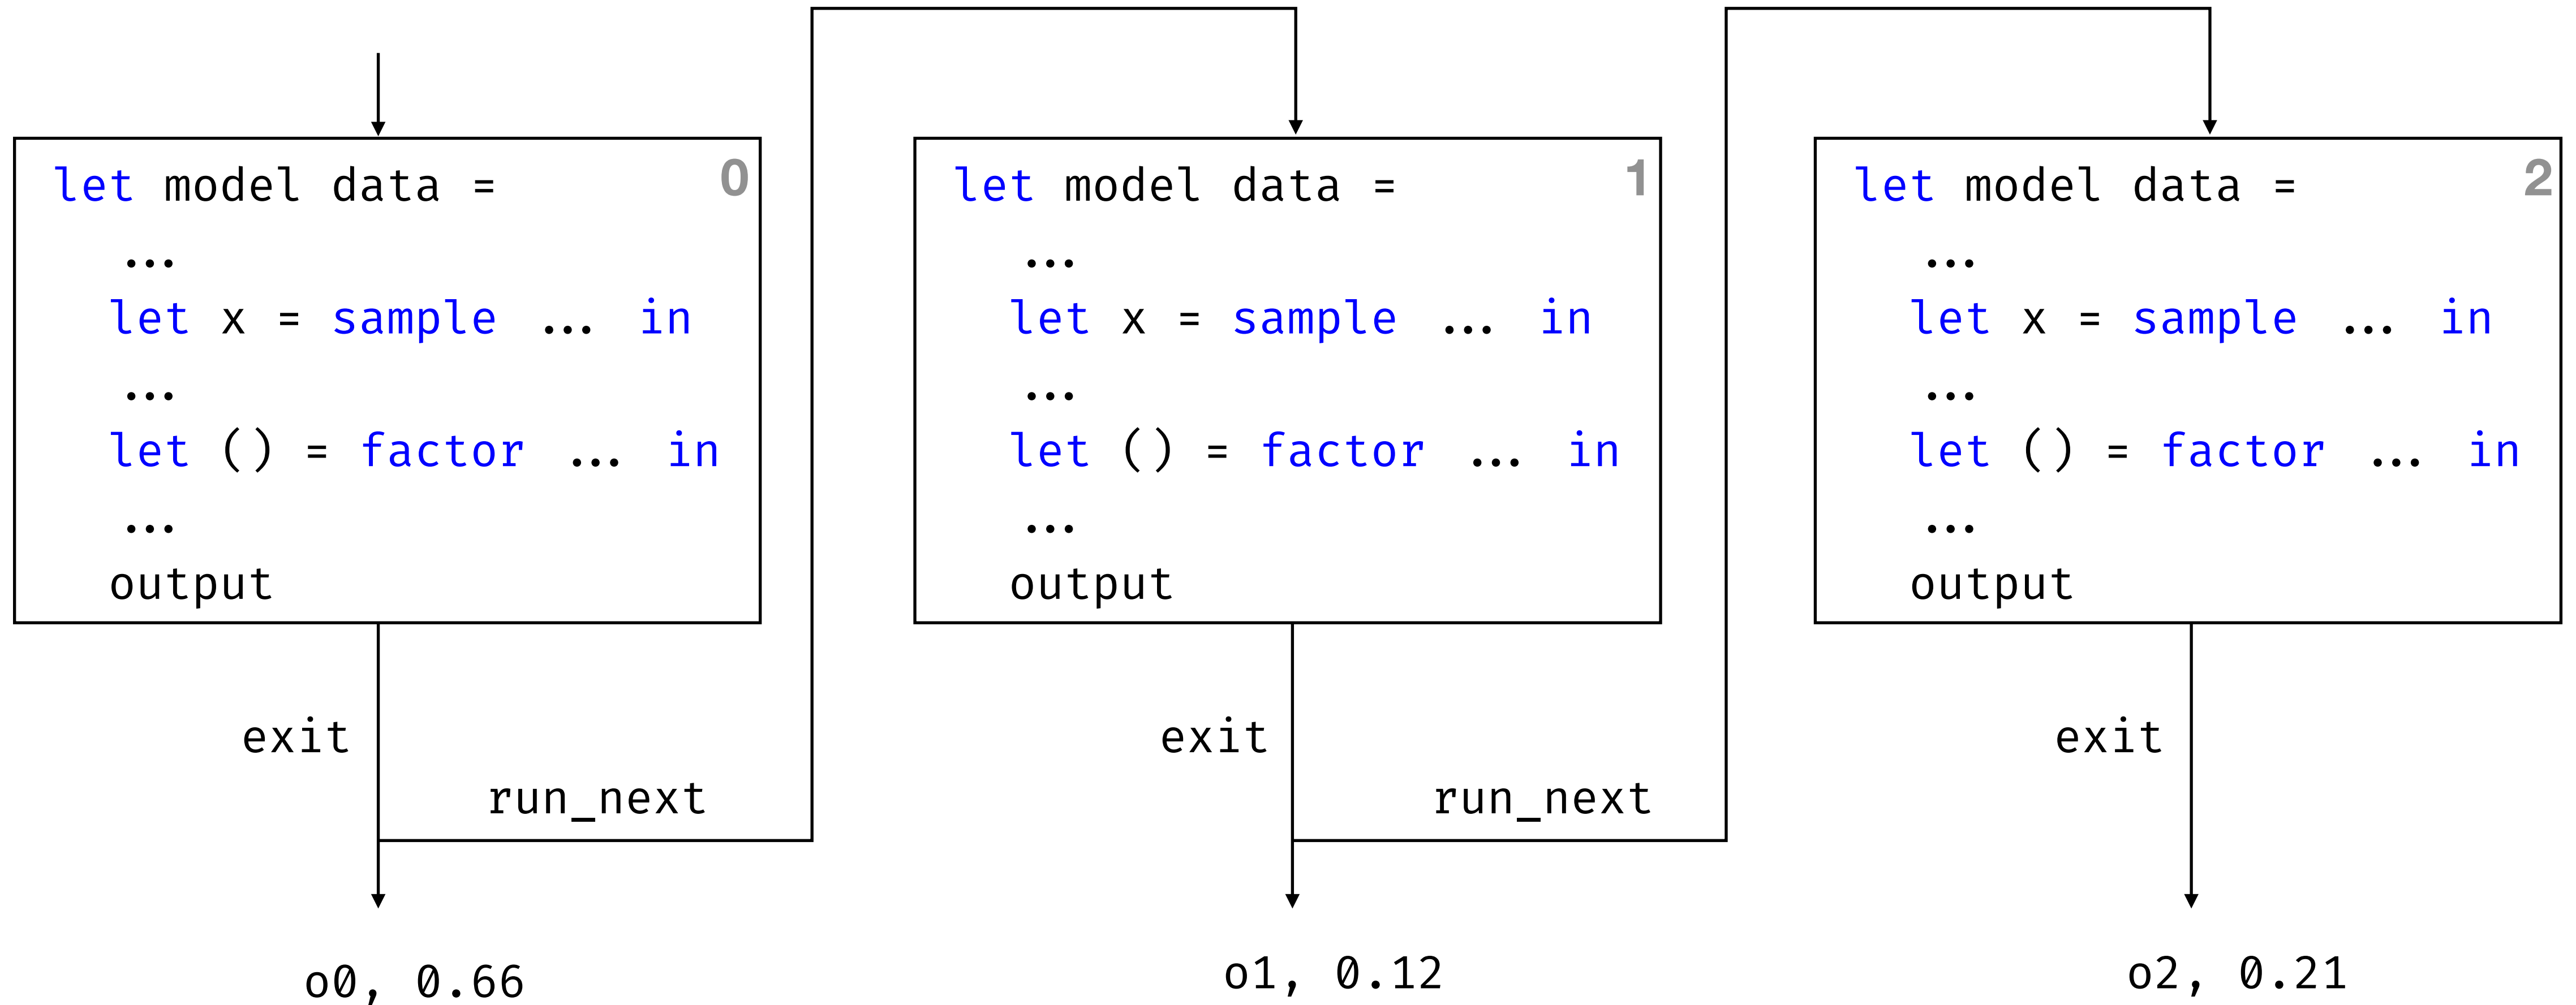 0
let model data =
...
let x = sample ... in
...
let () = factor ... in
...
output
exit
run_next
o0, 0.66
1
let model data =
...
let x = sample ... in
...
let () = factor ... in
...
output
exit
run_next
o1, 0.12
2
let model data =
...
let x = sample ... in
...
let () = factor ... in
...
output
exit
o2, 0.21